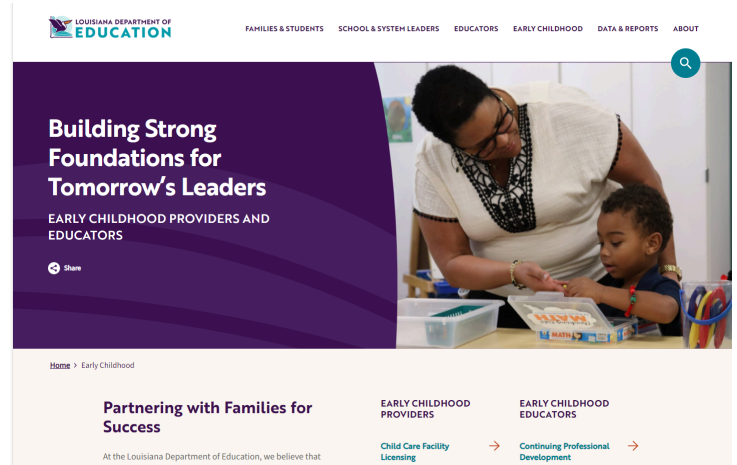 LOUISIANA DEPARTMENT OF
EDUCATION
FAMILIES & STUDENTS SCHOOL & SYSTEM LEADERS EDUCATORS EARLY CHILDHOOD DATA & REPORTS ABOUT
Building Strong
Foundations for
Tomorrow's Leaders
EARLY CHILDHOOD PROVIDERS AND
EDUCATORS
Share
MATH
MATH
Home > Early Childhood
Partnering with Families for
Success
At the Louisiana Department of Education, we believe that
EARLY CHILDHOOD
PROVIDERS
Child Care Facility
Licensing
EARLY CHILDHOOD
EDUCATORS
Continuing Professional
Development